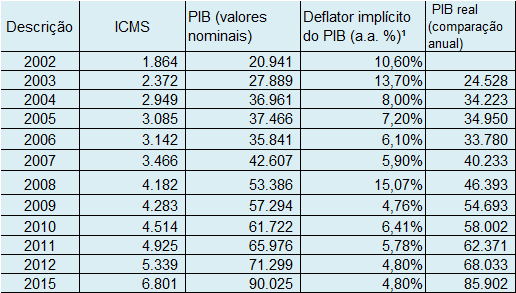 Descrição ICMS PIB (valores nominais) Deflator implícito do PIB (a.a. %)¹ PIB real (comparação anual)
2002 1.864 20.941 10,60%
2003 2.372 27.889 13,70% 24.528
2004 2.949 36.961 8,00% 34.223
2005 3.085 37.466 7,20% 34.950
2006 3.142 35.841 6,10% 33.780
2007 3.466 42.607 5,90% 40.233
2008 4.182 53.386 15,07% 46.393
2009 4.283 57.294 4,76% 54.693
2010 4.514 61.722 6,41% 58.002
2011 4.925 65.976 5,78% 62.371
2012 5.339 71.299 4,80% 68.033
2015 6.801 90.025 4,80% 85.902